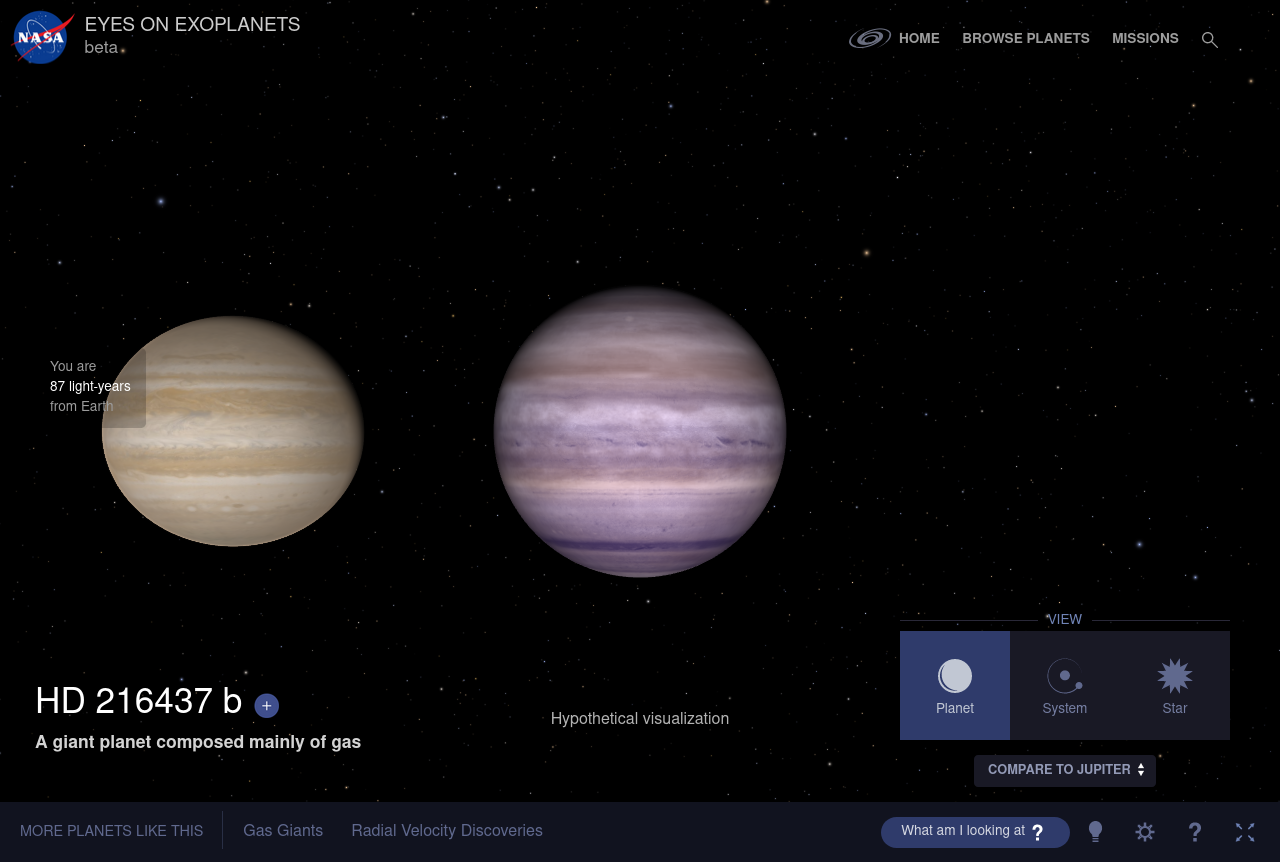 NASA
EYES ON EXOPLANETS
beta
HOME
BROWSE PLANETS
MISSIONS
You are
87 light-years
from Earth
HD 216437 b +
A giant planet composed mainly of gas
Hypothetical visualization
VIEW
Planet
System
Star
COMPARE TO JUPITER
MORE PLANETS LIKE THIS
Gas Giants
Radial Velocity Discoveries
What am I looking at ?
?